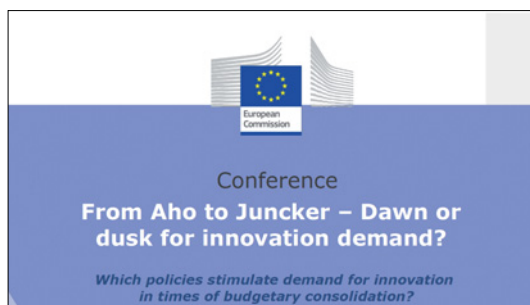 European
Commission
Conference
From Aho to Juncker – Dawn or
dusk for innovation demand?
Which policies stimulate demand for innovation
in times of budgetary consolidation?